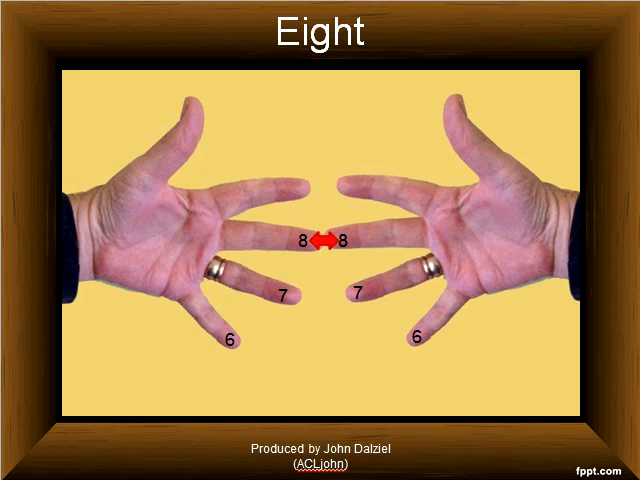 Eight
8 8
7 7
6 6
Produced by John Dalziel
(ACLjohn)
fppt.com